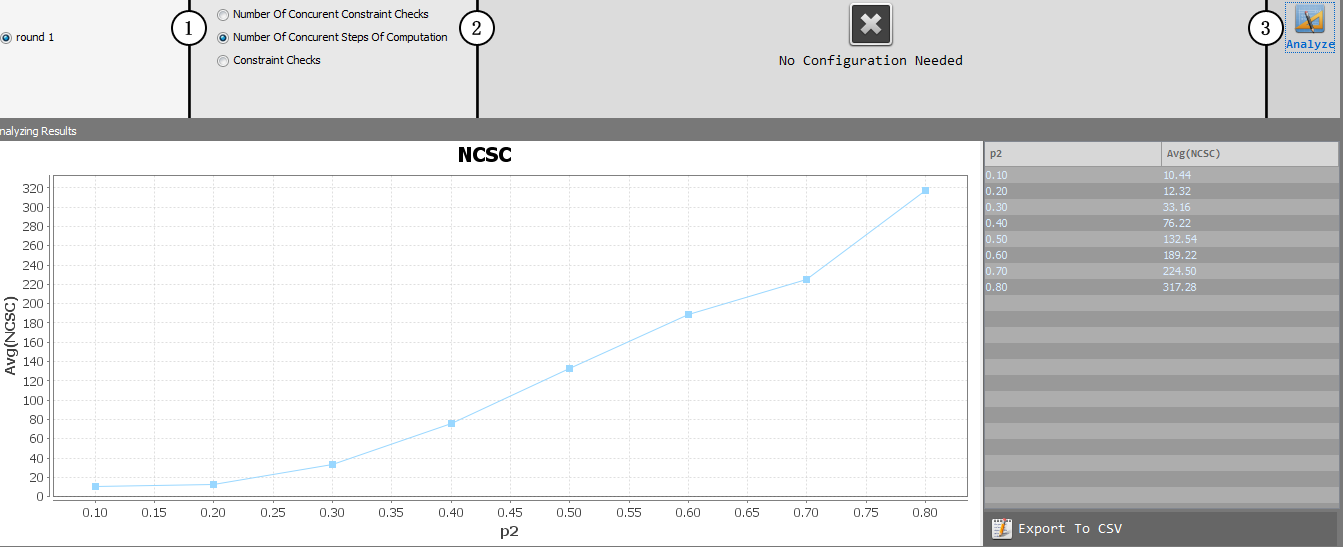 round 1
1
Number Of Concurent Constraint Checks
Number Of Concurent Steps Of Computation
Constraint Checks
2
No Configuration Needed
3
Analyze
nalyzing Results
NCSC
Avg(NCSC)
320
300
280
260
240
220
200
180
160
140
120
100
80
60
40
20
0
0.10 0.15 0.20 0.25 0.30 0.35 0.40 0.45 0.50 0.55 0.60 0.65 0.70 0.75 0.80
p2
p2 Avg(NCSC)
0.10 10.44
0.20 12.32
0.30 33.16
0.40 76.22
0.50 132.54
0.60 189.22
0.70 224.50
0.80 317.28
Export To CSV